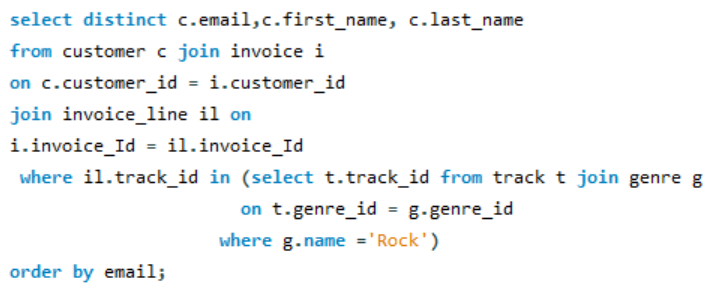 select distinct c.email,c.first_name, c.last_name
from customer c join invoice i
on c.customer_id = i.customer_id
join invoice_line il on
i.invoice_Id = il.invoice_Id
where il.track_id in (select t.track_id from track t join genre g
on t.genre_id = g.genre_id
where g.name ='Rock')
order by email;